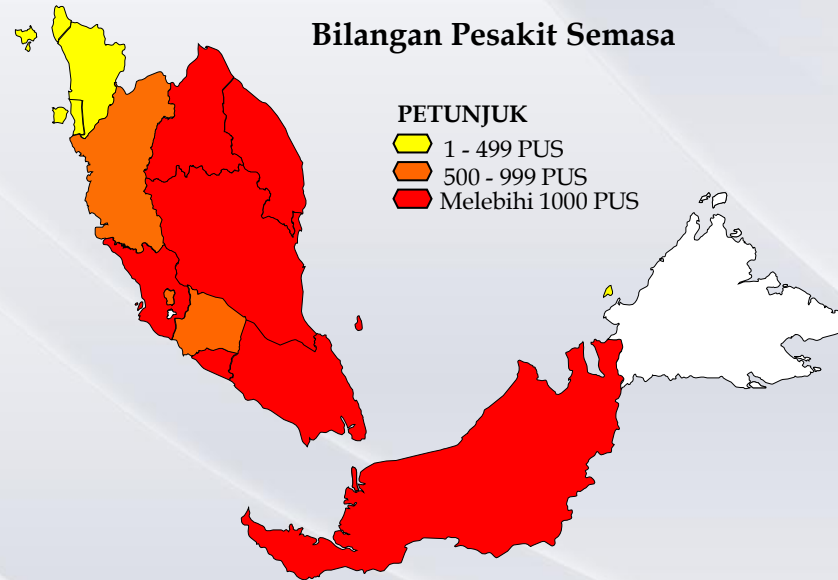 Bilangan Pesakit Semasa
PETUNJUK
1 - 499 PUS
500 - 999 PUS
Melebihi 1000 PUS